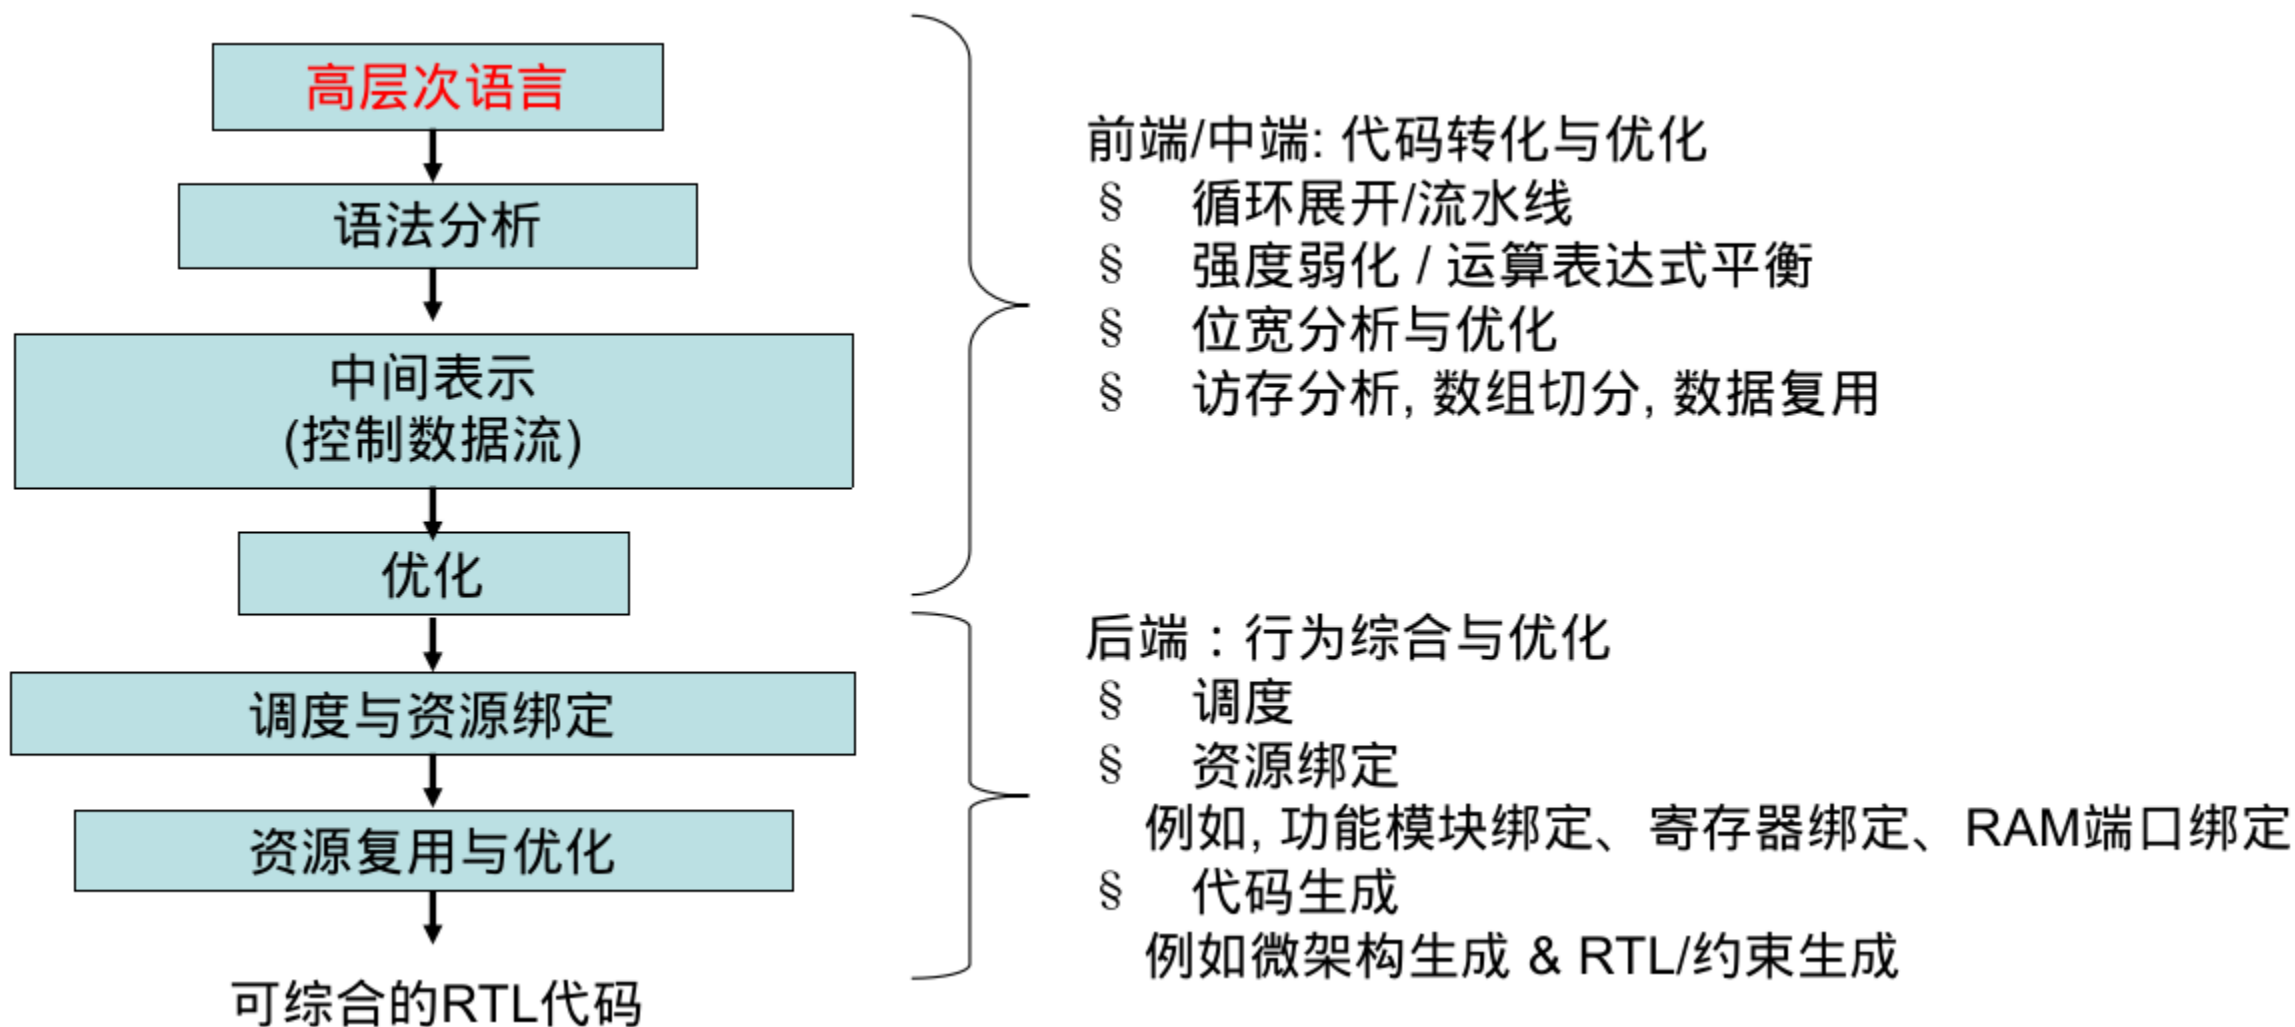 高层次语言
语法分析
中间表示
(控制数据流)
优化
调度与资源绑定
资源复用与优化
可综合的RTL代码
前端/中端: 代码转化与优化
§ 循环展开/流水线
§ 强度弱化 / 运算表达式平衡
§ 位宽分析与优化
§ 访存分析, 数组切分, 数据复用
后端：行为综合与优化
§ 调度
§ 资源绑定
例如, 功能模块绑定、寄存器绑定、RAM端口绑定
§ 代码生成
例如微架构生成 & RTL/约束生成